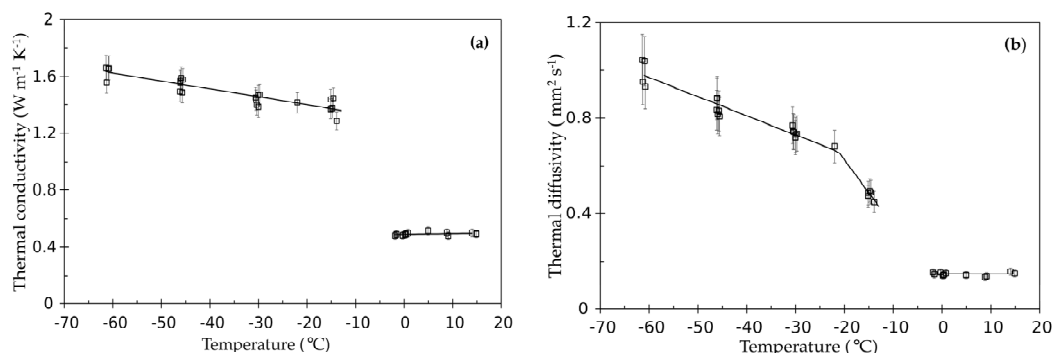 2
1.6
1.2
0.8
0.4
0
-70 -60 -50 -40 -30 -20 -10 0 10 20
Thermal conductivity (W m-1 K-1)
Temperature (°C)
(a)
1.2
0.8
0.4
0
-70 -60 -50 -40 -30 -20 -10 0 10 20
Thermal diffusivity ( mm2 s-1)
Temperature (°C)
(b)